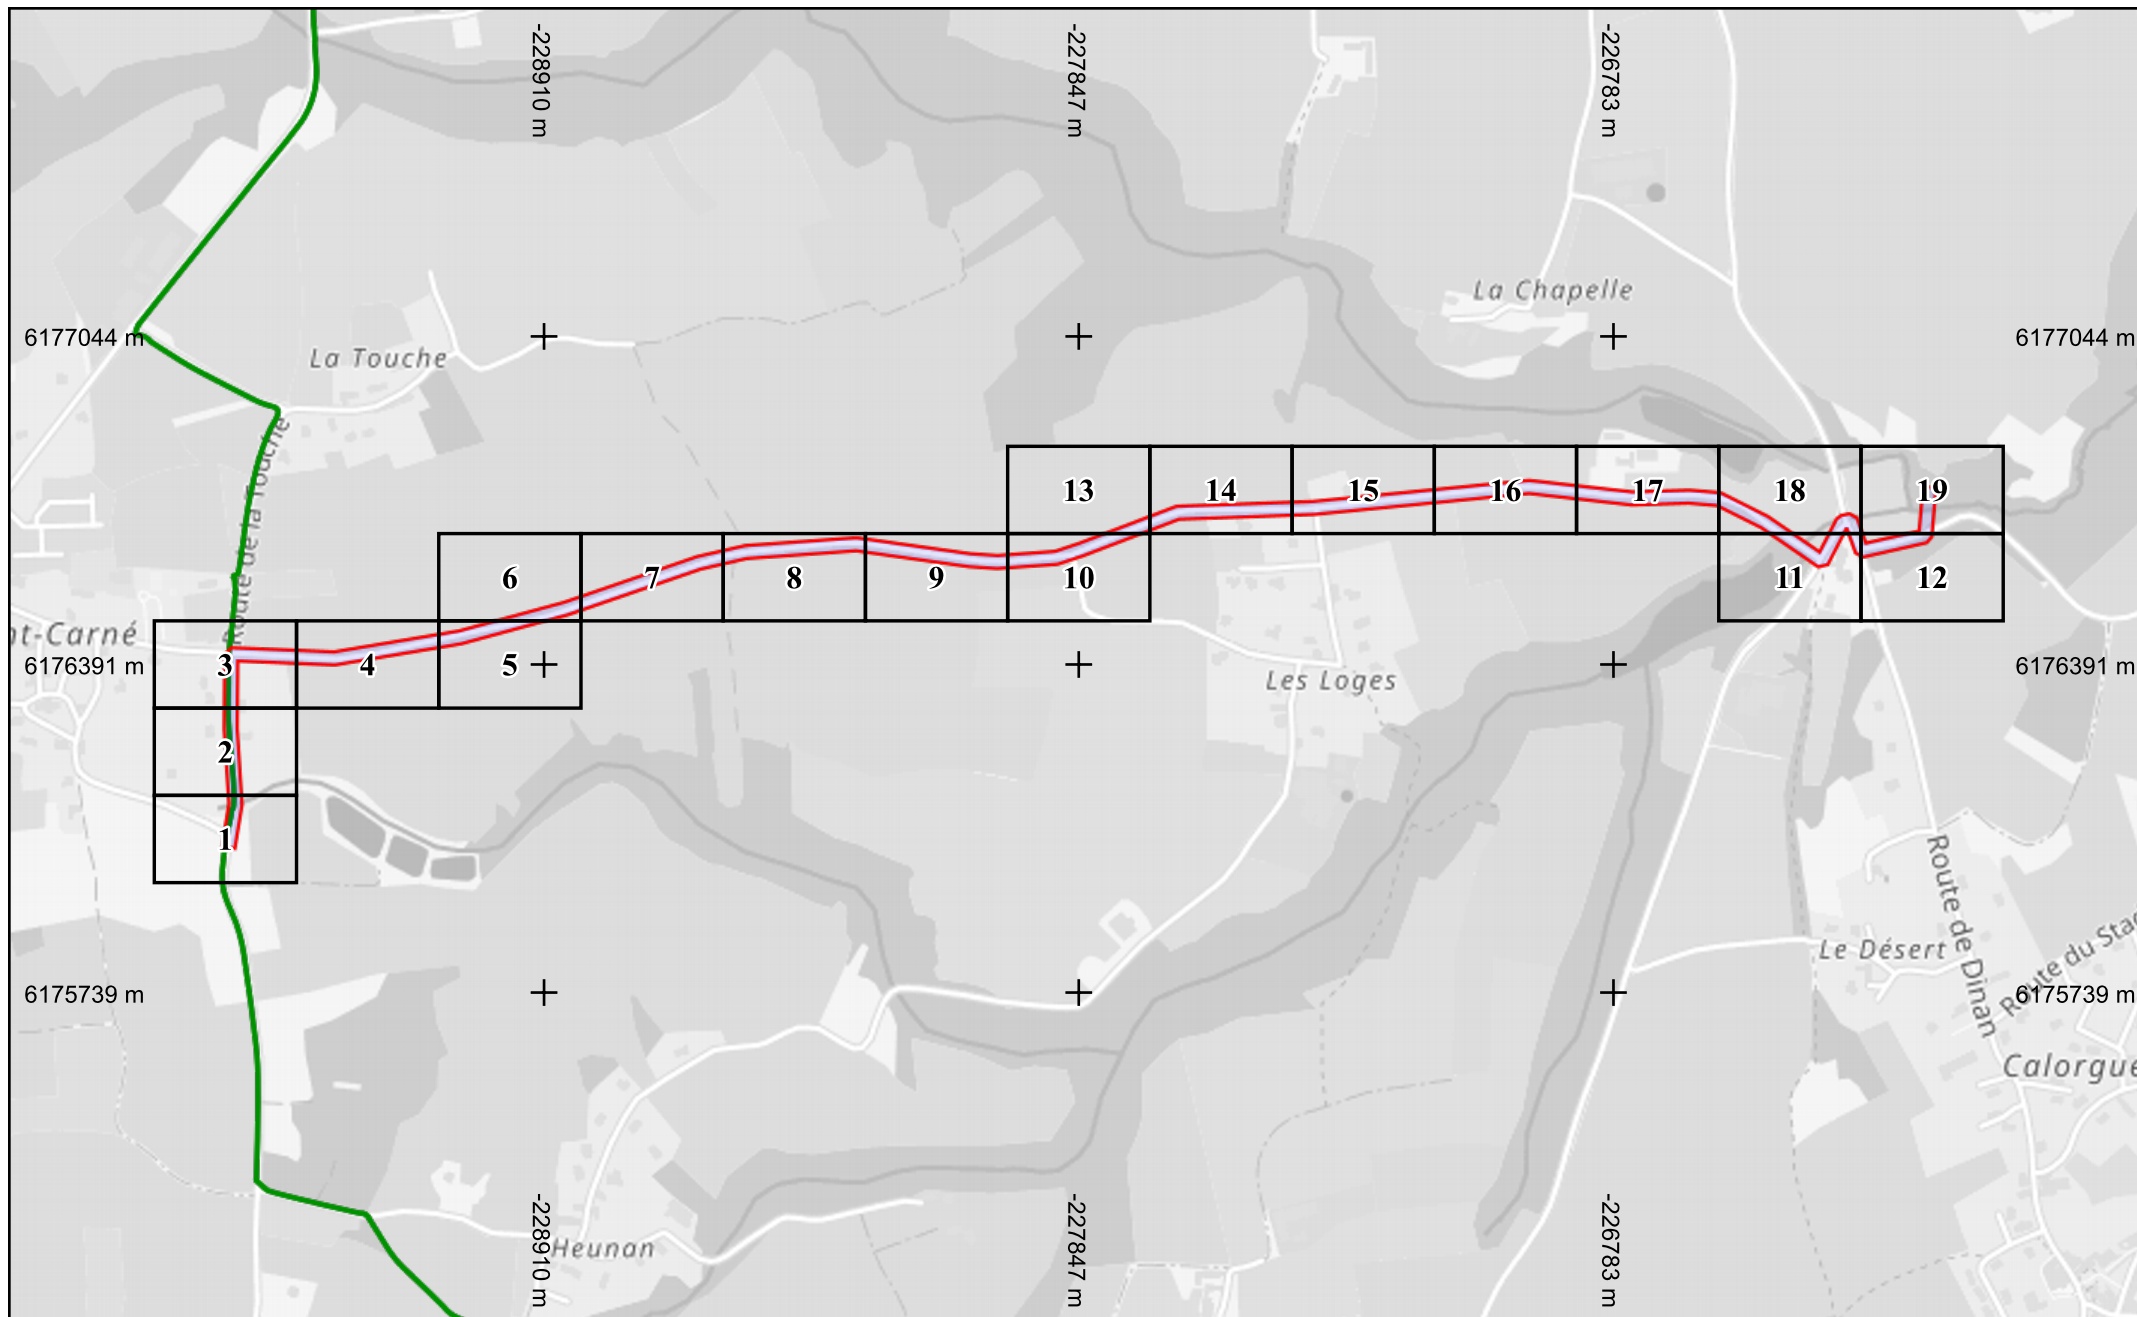 -228910 m
-227847 m
-226783 m
La Chapelle
6177044 m
6177044 m
La Touche
Route de la Touche
13
14
15
16
17
18
19
6
7
8
9
10
11
12
nt-Carné
6176391 m
3
4
5
6176391 m
Les Loges
2
1
Route de Dinan
Le Désert
Route du Stad
6175739 m
6175739 m
Calorgue
-228910 m
-227847 m
-226783 m
Heunan